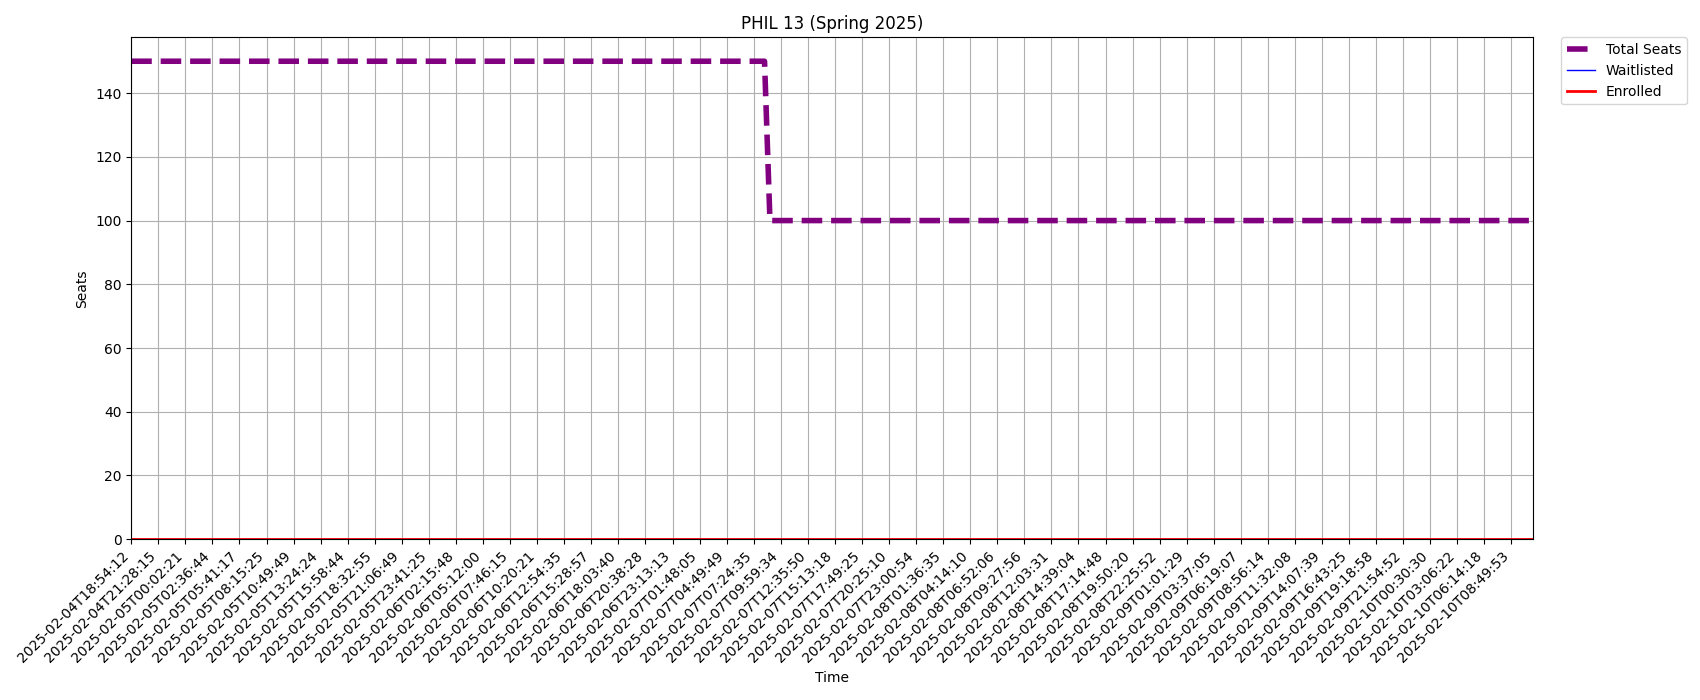 PHIL 13 (Spring 2025)
Total Seats
Waitlisted
Enrolled
Seats
140
120
100
80
60
40
20
0
2025-02-04T18:54:12
2025-02-04T21:28:15
2025-02-05T00:02:21
2025-02-05T02:36:44
2025-02-05T05:41:17
2025-02-05T08:15:25
2025-02-05T10:49:49
2025-02-05T13:24:24
2025-02-05T15:58:44
2025-02-05T18:32:55
2025-02-05T21:06:49
2025-02-05T23:41:25
2025-02-06T02:15:48
2025-02-06T05:12:00
2025-02-06T07:46:15
2025-02-06T10:20:21
2025-02-06T12:54:35
2025-02-06T15:28:57
2025-02-06T18:03:40
2025-02-06T20:38:28
2025-02-06T23:13:13
2025-02-07T01:48:05
2025-02-07T04:49:49
2025-02-07T07:24:35
2025-02-07T09:59:34
2025-02-07T12:35:50
2025-02-07T15:13:18
2025-02-07T17:49:25
2025-02-07T20:25:10
2025-02-07T23:00:54
2025-02-08T01:36:35
2025-02-08T04:14:10
2025-02-08T06:52:06
2025-02-08T09:27:56
2025-02-08T12:03:31
2025-02-08T14:39:04
2025-02-08T17:14:48
2025-02-08T19:50:20
2025-02-08T22:25:52
2025-02-09T01:01:29
2025-02-09T03:37:05
2025-02-09T06:19:07
2025-02-09T08:56:14
2025-02-09T11:32:08
2025-02-09T14:07:39
2025-02-09T16:43:25
2025-02-09T19:18:58
2025-02-09T21:54:52
2025-02-10T00:30:30
2025-02-10T03:06:22
2025-02-10T06:14:18
2025-02-10T08:49:53
Time